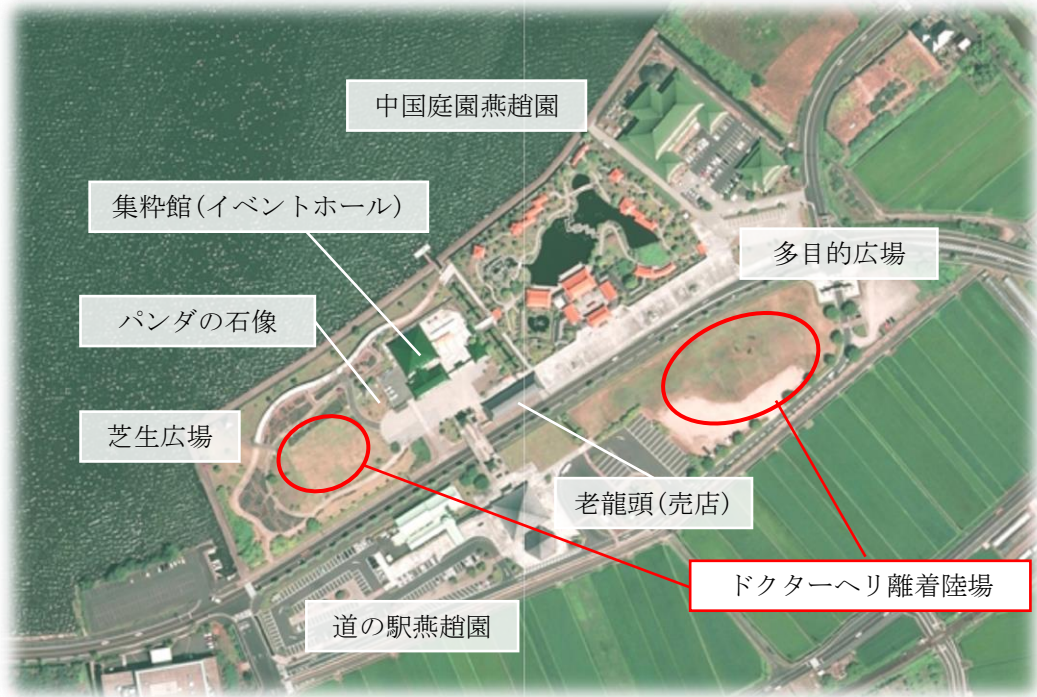 中国庭園燕趙園
集粋館(イベントホール)
多目的広場
パンダの石像
芝生広場
老龍頭(売店)
ドクターヘリ離着陸場
道の駅燕趙園